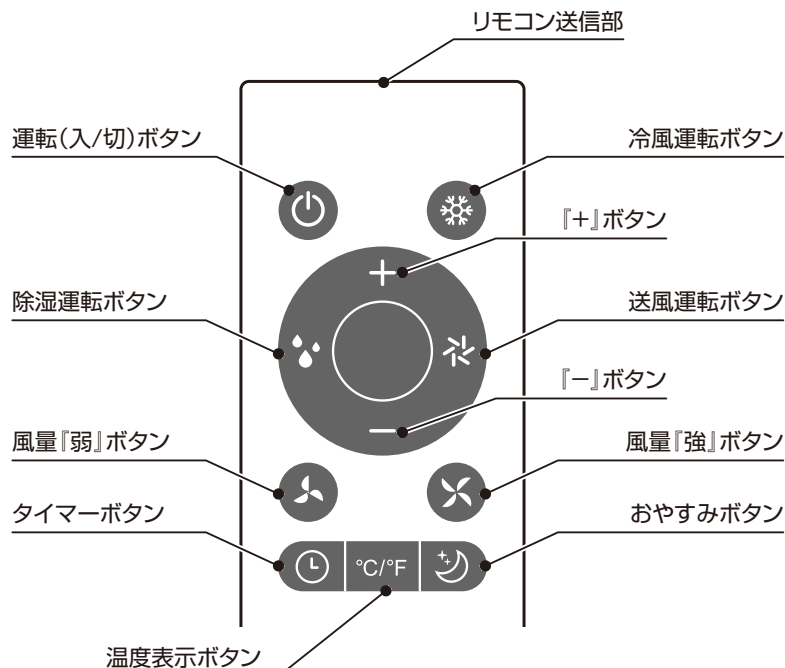 リモコン送信部
運転（入/切）ボタン
冷風運転ボタン
『＋』ボタン
除湿運転ボタン
送風運転ボタン
『－』ボタン
風量『弱』ボタン
風量『強』ボタン
タイマーボタン
おやすみボタン
℃/℉
温度表示ボタン